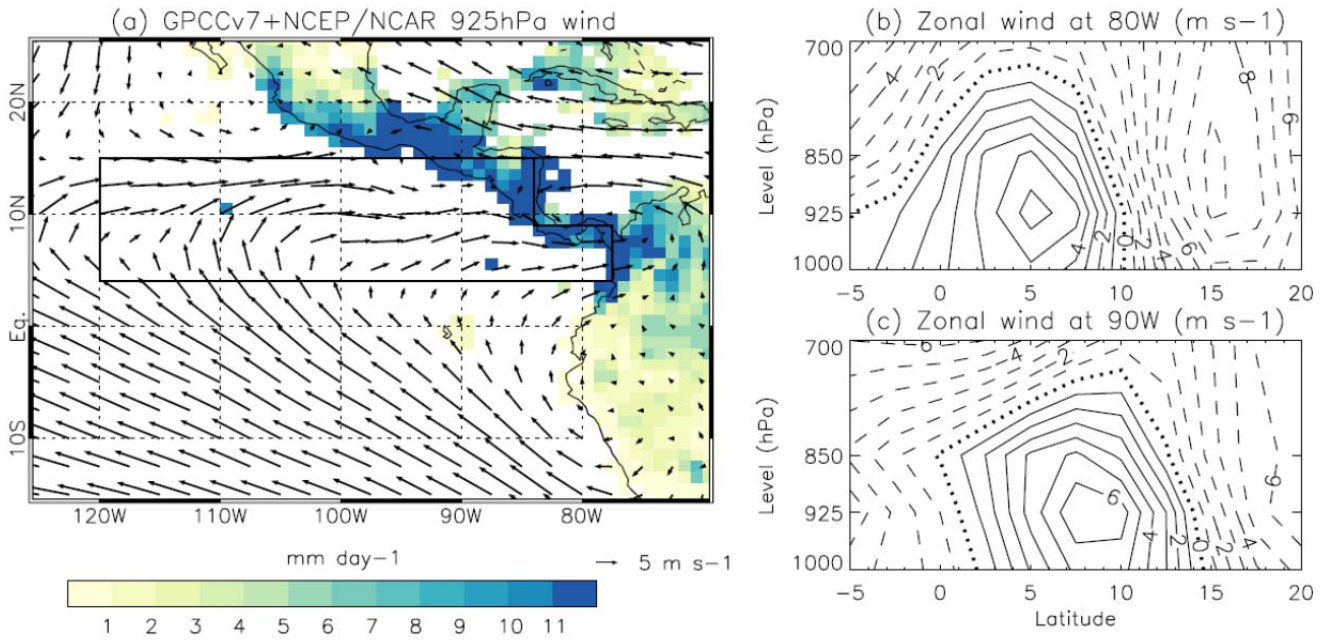 (a) GPCCv7+NCEP/NCAR 925hPa wind
20N
10N
Eq.
10S
120W 110W 100W 90W 80W
mm day-1
5 m s-1
1 2 3 4 5 6 7 8 9 10 11
(b) Zonal wind at 80W (m s-1)
Level (hPa)
700
850
925
1000
4 2 8 6
4 2 0 2 4 6
-5 0 5 10 15 20
(c) Zonal wind at 90W (m s-1)
Level (hPa)
700
850
925
1000
6 4 2
6 6
4 2 0 2 4
-5 0 5 10 15 20
Latitude